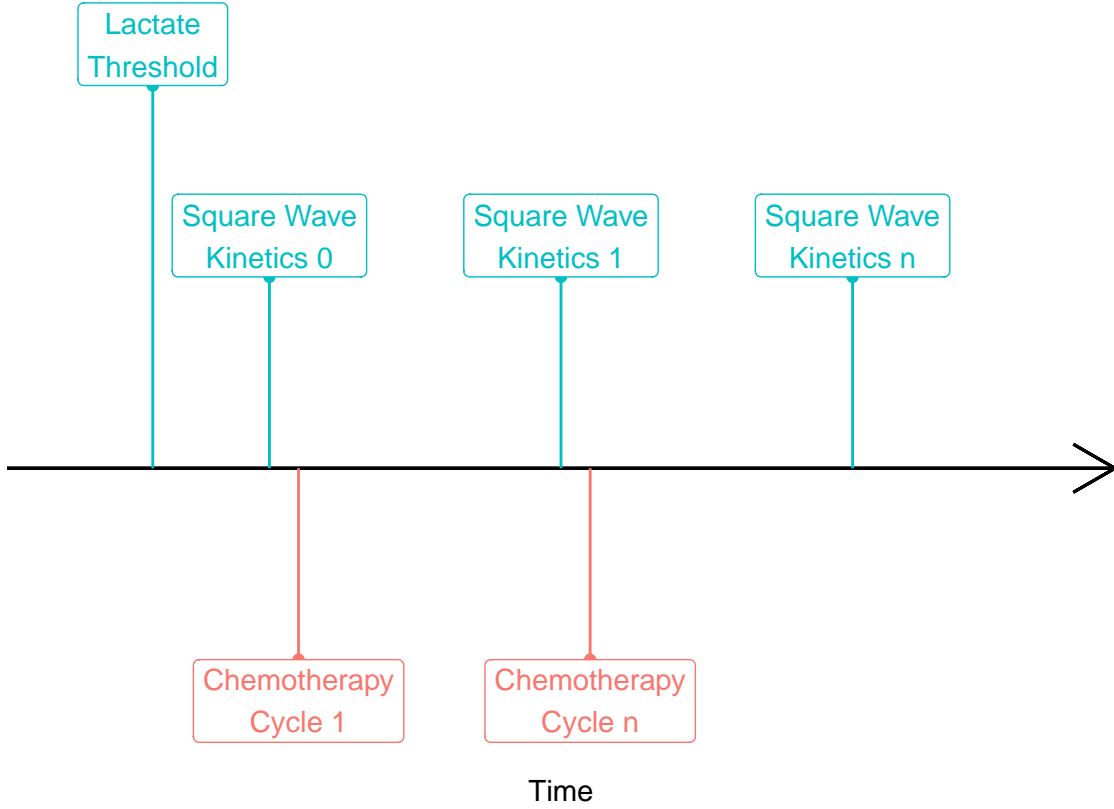 Lactate
Threshold
Square Wave
Kinetics 0
Square Wave
Kinetics 1
Square Wave
Kinetics n
Chemotherapy
Cycle 1
Chemotherapy
Cycle n
Time